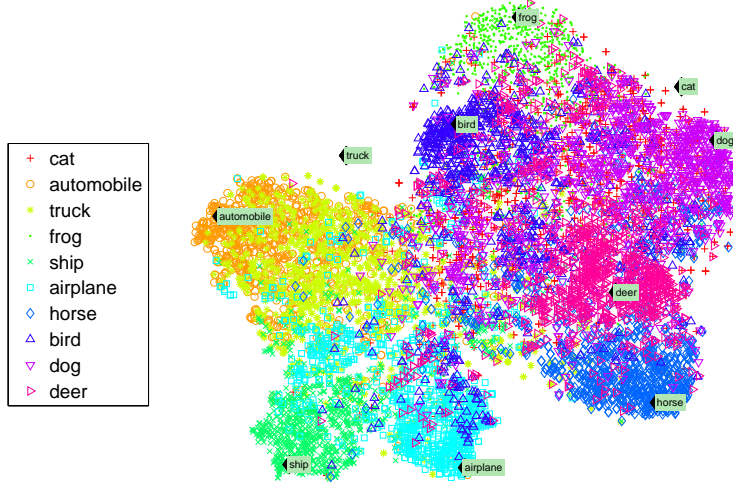 frog
cat
bird
dog
truck
cat
automobile
truck
frog
ship
airplane
horse
bird
dog
deer
automobile
deer
horse
ship
airplane